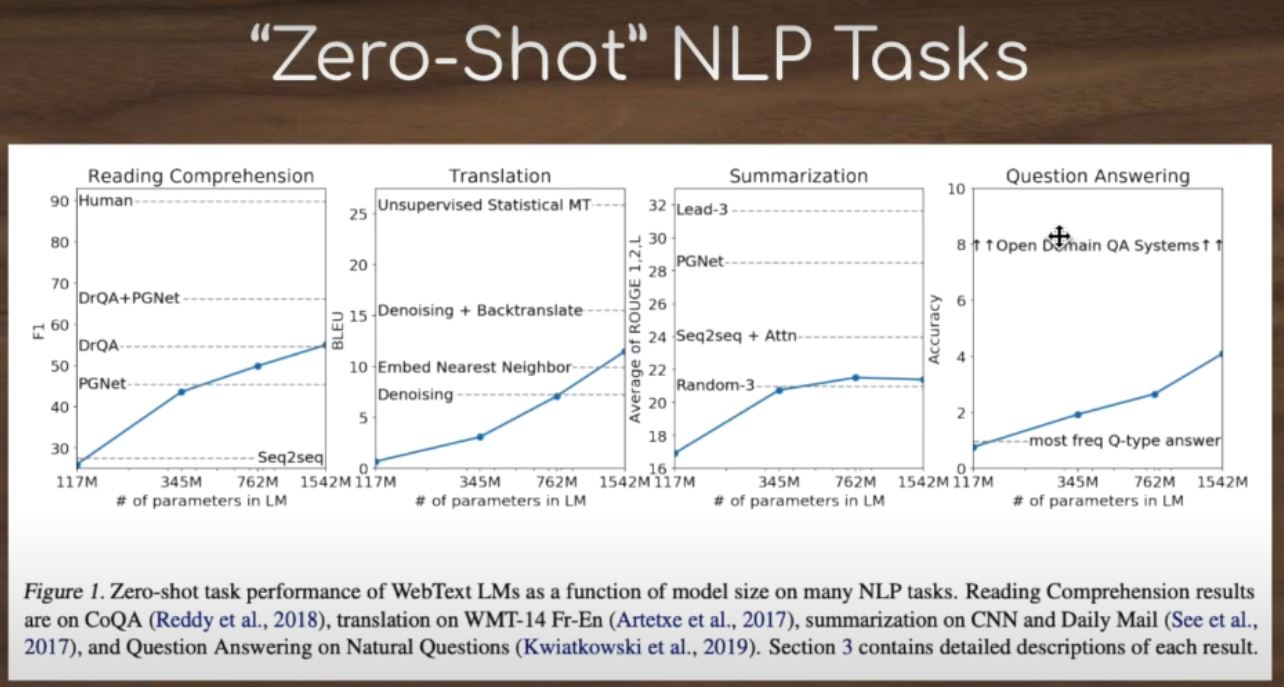 “Zero-Shot” NLP Tasks
Reading Comprehension
F1
90
80
70
60
50
40
30
Human
DrQA+PGNet
DrQA
PGNet
Seq2seq
117M 345M 762M 1542M
# of parameters in LM
Translation
BLEU
25
20
15
10
5
0
Unsupervised Statistical MT
Denoising + Backtranslate
Embed Nearest Neighbor
Denoising
117M 345M 762M 1542M
# of parameters in LM
Summarization
Average of ROUGE 1,2,L
32
30
28
26
24
22
20
18
16
Lead-3
PGNet
Seq2seq + Attn
Random-3
117M 345M 762M 1542M
# of parameters in LM
Question Answering
Accuracy
10
8
6
4
2
0
↑↑Open Domain QA Systems↑↑
most freq Q-type answer
117M 345M 762M 1542M
# of parameters in LM
Figure 1. Zero-shot task performance of WebText LMs as a function of model size on many NLP tasks. Reading Comprehension results
are on CoQA (Reddy et al., 2018), translation on WMT-14 Fr-En (Artetxe et al., 2017), summarization on CNN and Daily Mail (See et al.,
2017), and Question Answering on Natural Questions (Kwiatkowski et al., 2019). Section 3 contains detailed descriptions of each result.